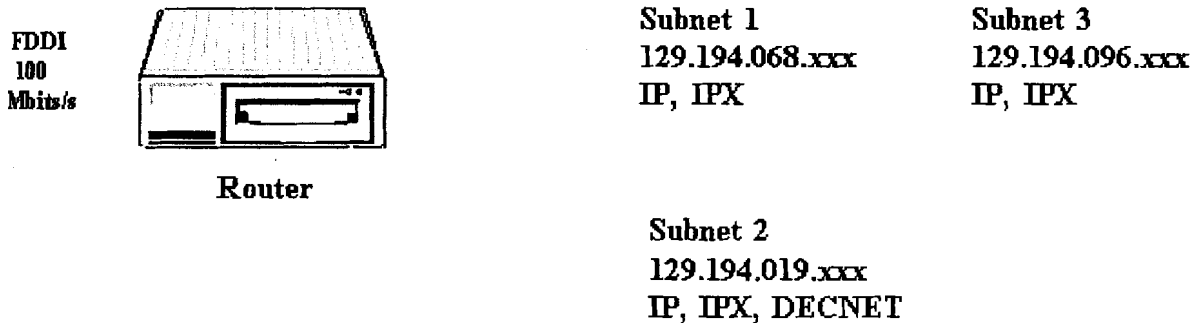 FDDI
100
Mbits/s
Router
Subnet 1
129.194.068.xxx
IP, IPX
Subnet 3
129.194.096.xxx
IP, IPX
Subnet 2
129.194.019.xxx
IP, IPX, DECNET